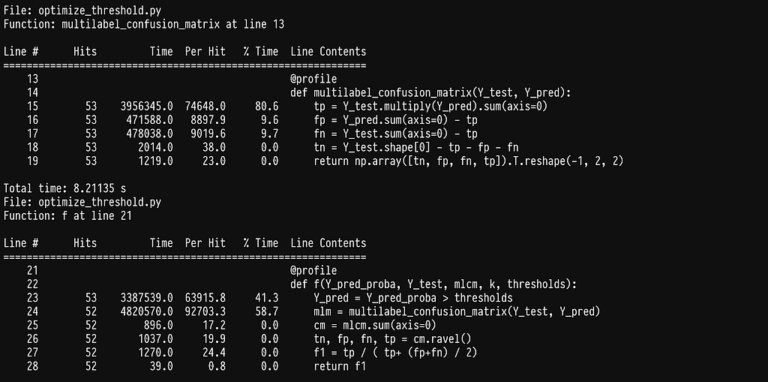 File: optimize_threshold.py
Function: multilabel_confusion_matrix at line 13

Line #      Hits         Time  Per Hit   % Time  Line Contents
==============================================================
    13                                           @profile
    14                                           def multilabel_confusion_matrix(Y_test, Y_pred):
    15        53    3956345.0  74648.0     80.6      tp = Y_test.multiply(Y_pred).sum(axis=0)
    16        53     471588.0   8897.9      9.6      fp = Y_pred.sum(axis=0) - tp
    17        53     478038.0   9019.6      9.7      fn = Y_test.sum(axis=0) - tp
    18        53       2014.0     38.0      0.0      tn = Y_test.shape[0] - tp - fp - fn
    19        53       1219.0     23.0      0.0      return np.array([tn, fp, fn, tp]).T.reshape(-1, 2, 2)

Total time: 8.21135 s
File: optimize_threshold.py
Function: f at line 21

Line #      Hits         Time  Per Hit   % Time  Line Contents
==============================================================
    21                                           @profile
    22                                           def f(Y_pred_proba, Y_test, mlcm, k, thresholds):
    23        53    3387539.0  63915.8     41.3      Y_pred = Y_pred_proba > thresholds
    24        52    4820570.0  92703.3     58.7      mlm = multilabel_confusion_matrix(Y_test, Y_pred)
    25        52        896.0     17.2      0.0      cm = mlcm.sum(axis=0)
    26        52       1037.0     19.9      0.0      tn, fp, fn, tp = cm.ravel()
    27        52       1270.0     24.4      0.0      f1 = tp / ( tp+ (fp+fn) / 2)
    28        52         39.0      0.8      0.0      return f1